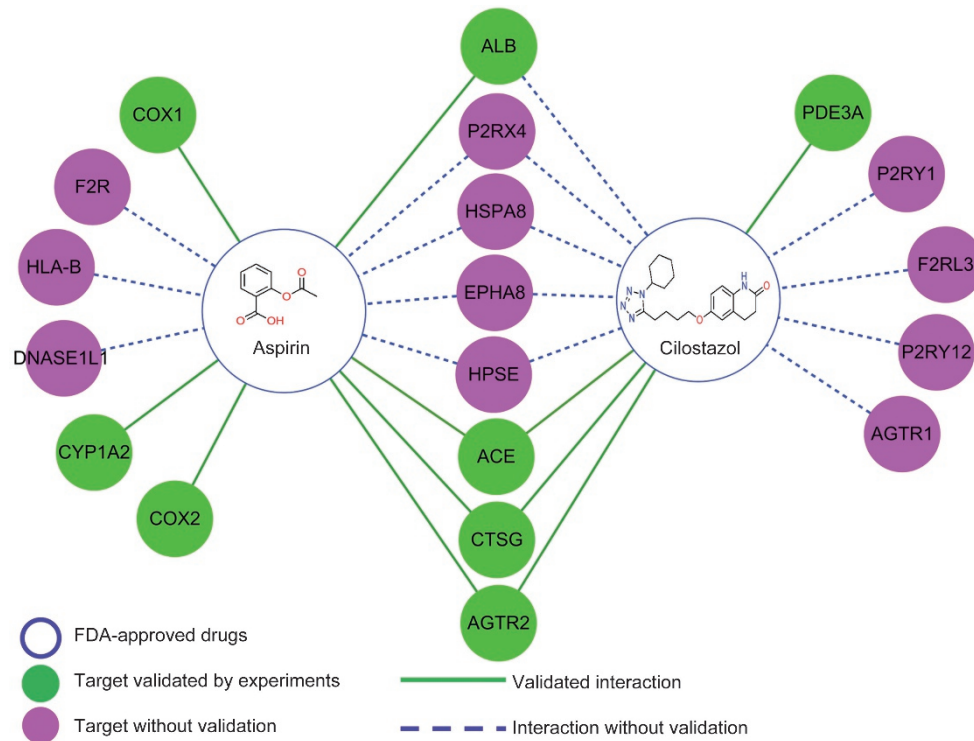 ALB
COX1
PDE3A
P2RX4
F2R
P2RY1
HSPA8
HLA-B
F2RL3
EPHA8
O
O
OH
Aspirin
N
N
N
N
O
H
N
O
Cilostazol
DNASE1L1
P2RY12
HPSE
AGTR1
CYP1A2
ACE
COX2
CTSG
AGTR2
FDA-approved drugs
Target validated by experiments
Validated interaction
Target without validation
Interaction without validation